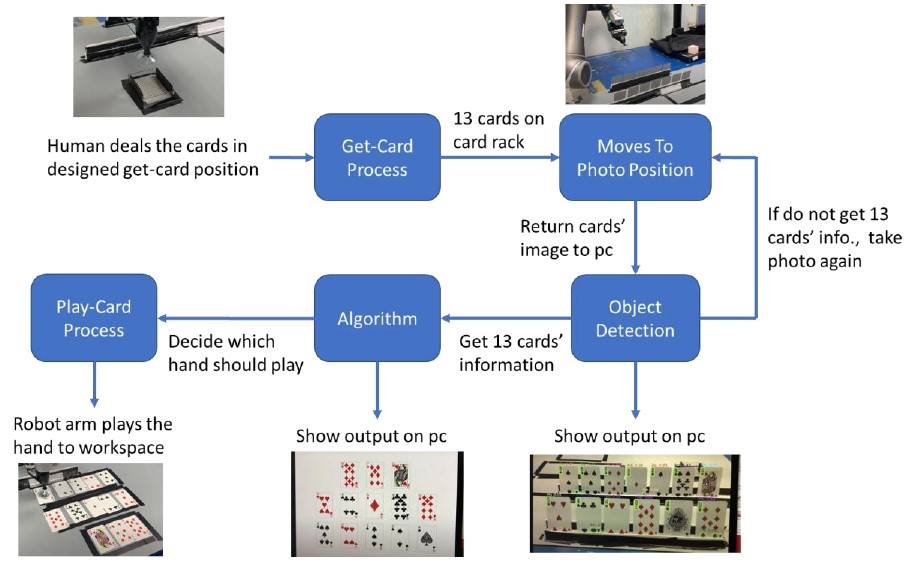 Human deals the cards in
designed get-card position
Get-Card
Process
13 cards on
card rack
Moves To
Photo Position
Return cards’
image to pc
If do not get 13
cards’ info.,  take
photo again
Play-Card
Process
Decide which
hand should play
Algorithm
Get 13 cards’
information
Object
Detection
Robot arm plays the
hand to workspace
Show output on pc
Show output on pc